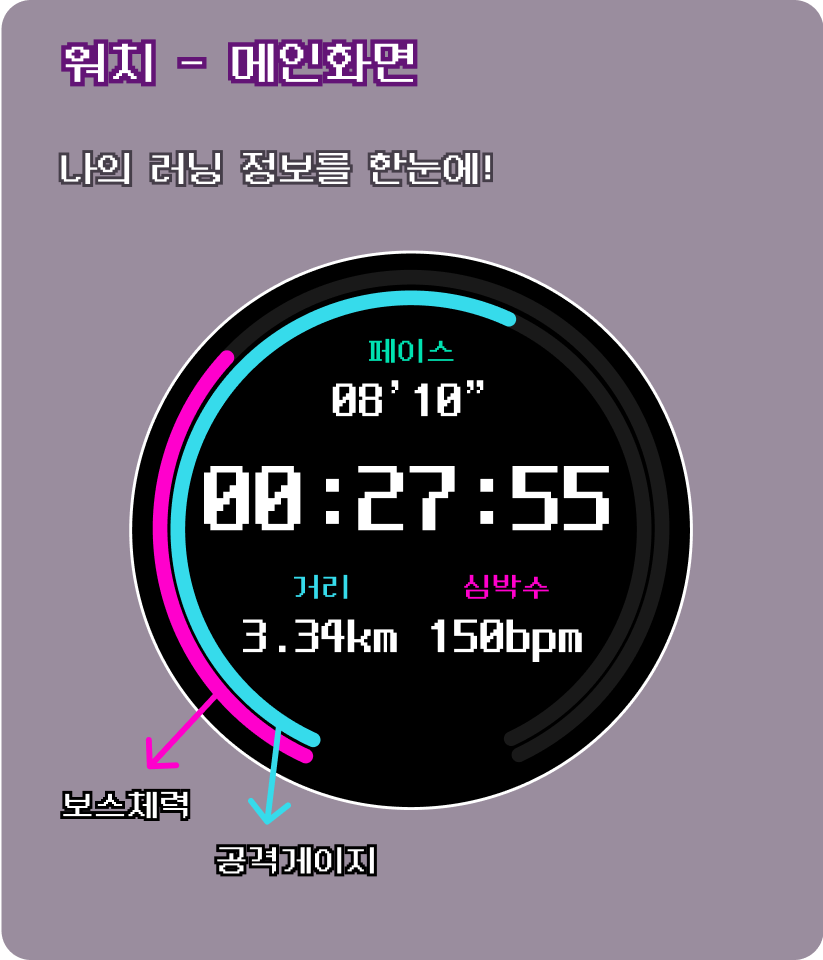 워치 - 메인화면
나의 러닝 정보를 한눈에!
페이스
08'10"
00:27:55
거리 심박수
3.34km 150bpm
보스체력
공격게이지